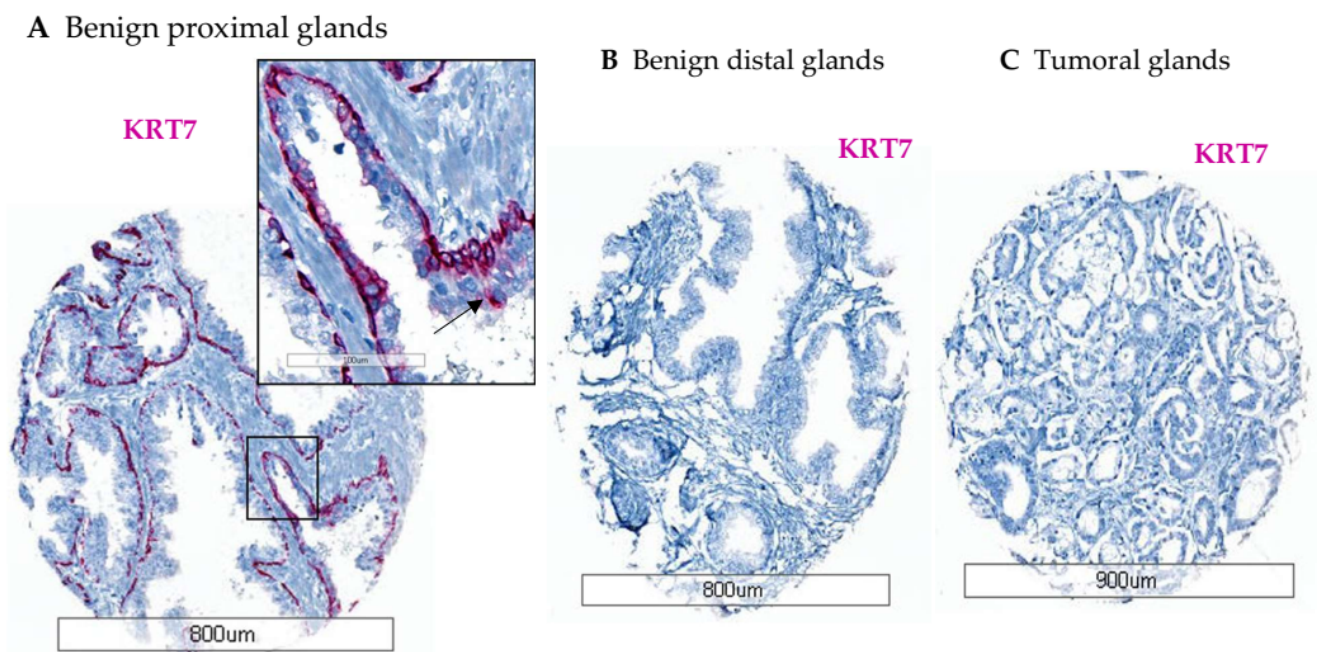 A Benign proximal glands
KRT7
100um
800um
B Benign distal glands
KRT7
800um
C Tumoral glands
KRT7
900um